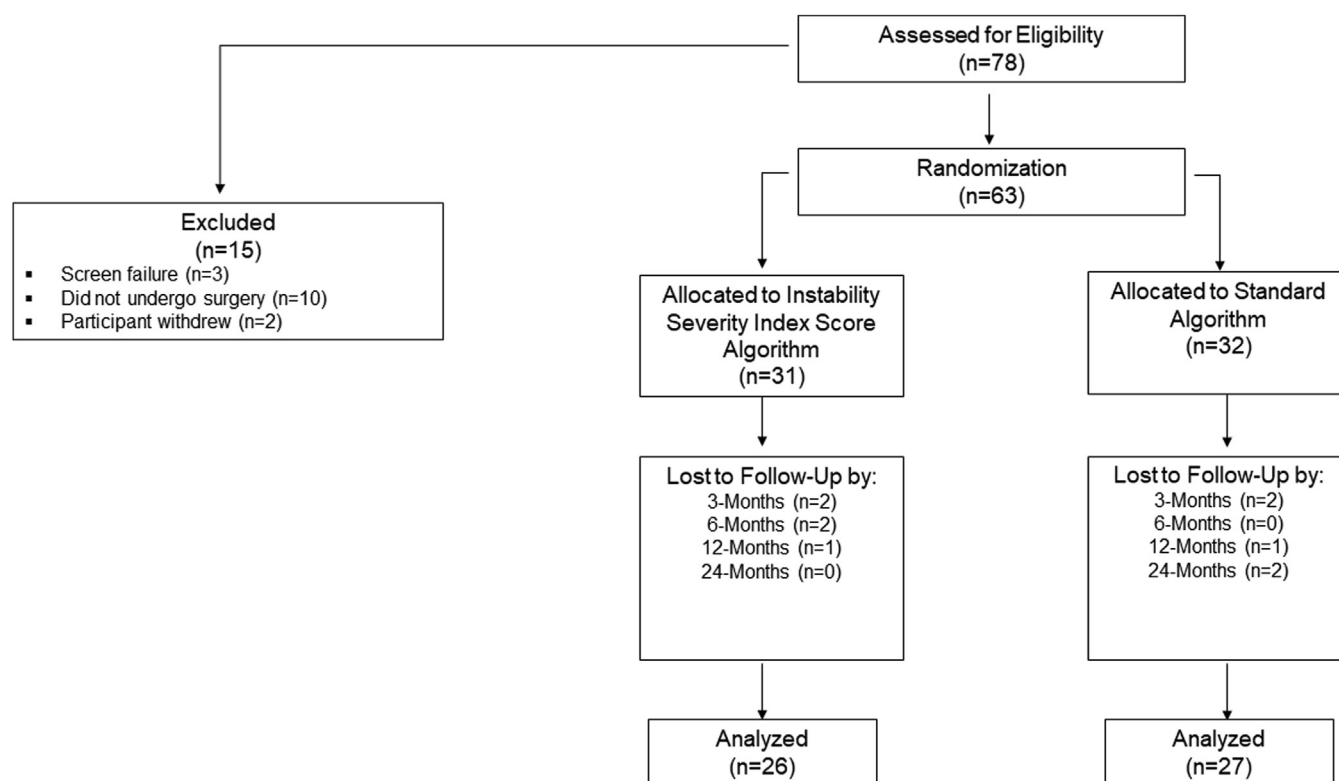 Assessed for Eligibility
(n=78)
Randomization
(n=63)
Excluded
(n=15)
▪ Screen failure (n=3)
▪ Did not undergo surgery (n=10)
▪ Participant withdrew (n=2)
Allocated to Instability
Severity Index Score
Algorithm
(n=31)
Allocated to Standard
Algorithm
(n=32)
Lost to Follow-Up by:
3-Months (n=2)
6-Months (n=2)
12-Months (n=1)
24-Months (n=0)
Lost to Follow-Up by:
3-Months (n=2)
6-Months (n=0)
12-Months (n=1)
24-Months (n=2)
Analyzed
(n=26)
Analyzed
(n=27)